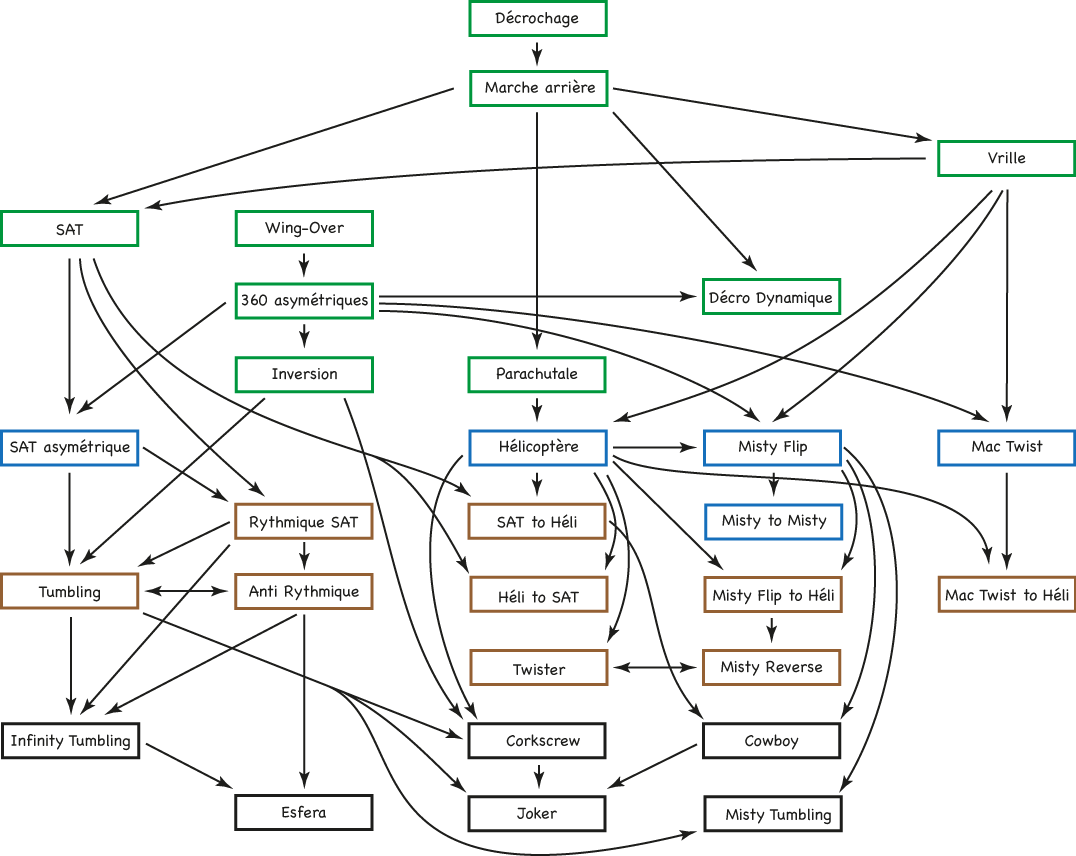 Décrochage
Marche arrière
Vrille
SAT
Wing-Over
360 asymétriques
Décro Dynamique
Inversion
Parachutale
SAT asymétrique
Hélicoptère
Misty Flip
Mac Twist
Rythmique SAT
SAT to Héli
Misty to Misty
Tumbling
Anti Rythmique
Héli to SAT
Misty Flip to Héli
Mac Twist to Héli
Twister
Misty Reverse
Infinity Tumbling
Corkscrew
Cowboy
Esfera
Joker
Misty Tumbling